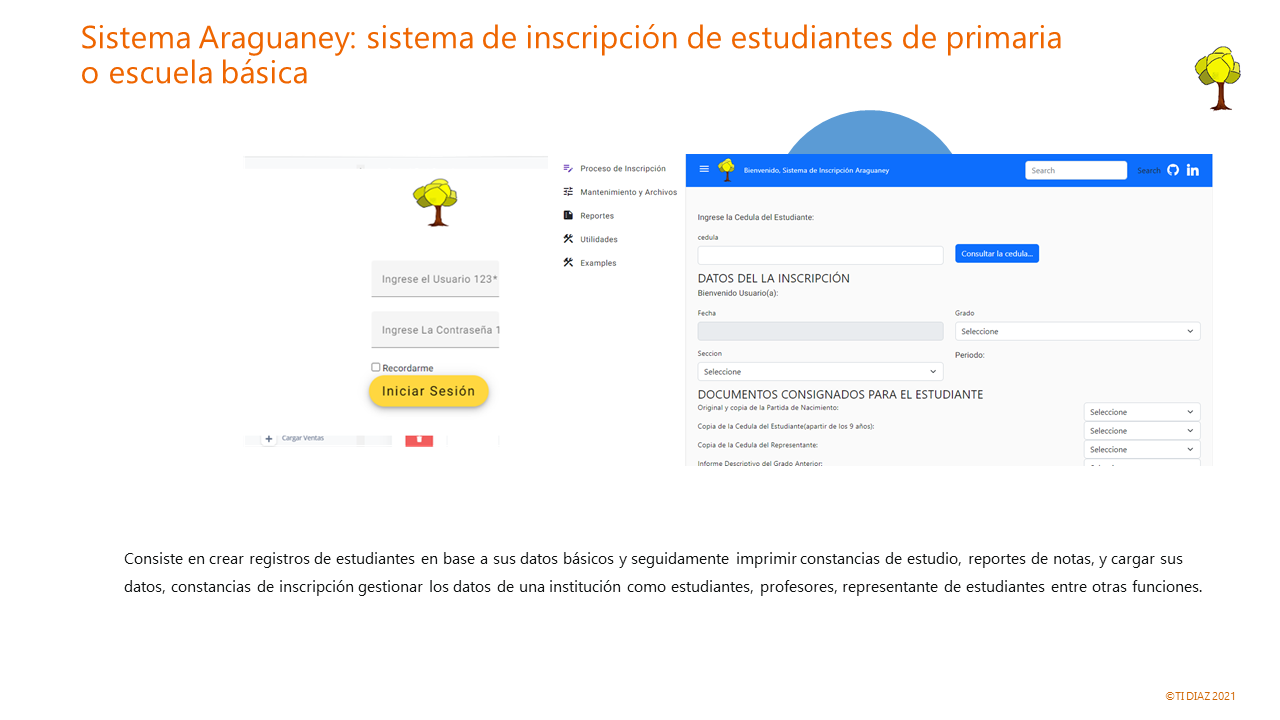 Sistema Araguaney: sistema de inscripción de estudiantes de primaria
o escuela básica
Ingrese el Usuario 123*
Ingrese La Contraseña 1
Recordarme
Iniciar Sesión
Cargar Ventas
Proceso de Inscripción
Mantenimiento y Archivos
Reportes
Utilidades
Examples
Bienvenido, Sistema de Inscripción Araguaney
Search
Search
Ingrese la Cedula del Estudiante:
cedula
Consultar la cedula...
DATOS DEL LA INSCRIPCIÓN
Bienvenido Usuario(a):
Fecha
Grado
Seleccione
Seccion
Periodo:
Seleccione
DOCUMENTOS CONSIGNADOS PARA EL ESTUDIANTE
Original y copia de la Partida de Nacimiento:
Seleccione
Copia de la Cedula del Estudiante(apartir de los 9 años):
Seleccione
Copia de la Cedula del Representante:
Seleccione
Informe Descriptivo del Grado Anterior:
Consiste en crear registros de estudiantes en base a sus datos básicos y seguidamente imprimir constancias de estudio, reportes de notas, y cargar sus
datos, constancias de inscripción gestionar los datos de una institución como estudiantes, profesores, representante de estudiantes entre otras funciones.
©TI DIAZ 2021